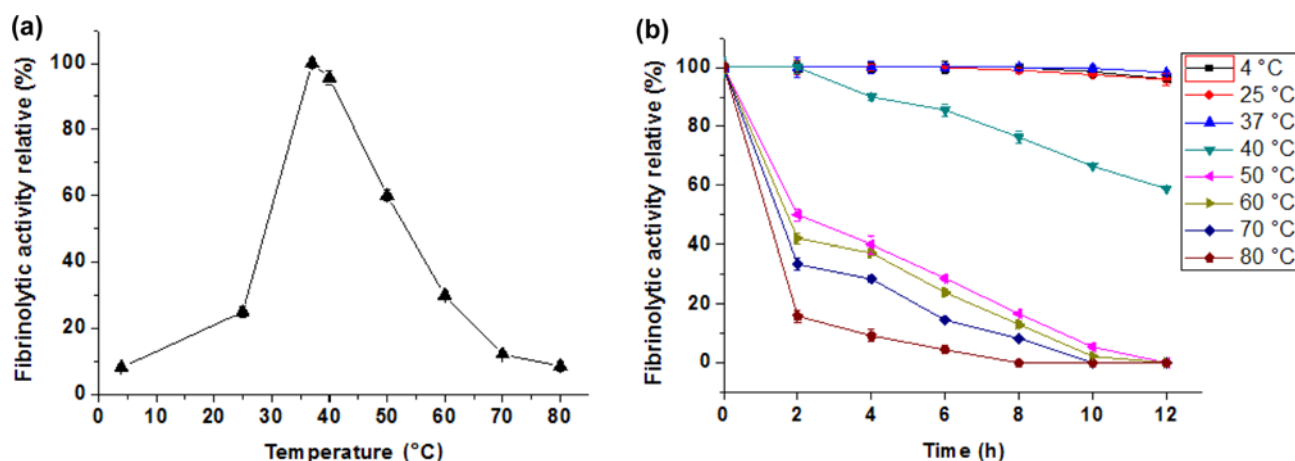 (a)
Fibrinolytic activity relative (%)
100
80
60
40
20
0
0 10 20 30 40 50 60 70 80
Temperature (°C)
(b)
Fibrinolytic activity relative (%)
100
80
60
40
20
0
0 2 4 6 8 10 12
Time (h)
4 °C
25 °C
37 °C
40 °C
50 °C
60 °C
70 °C
80 °C